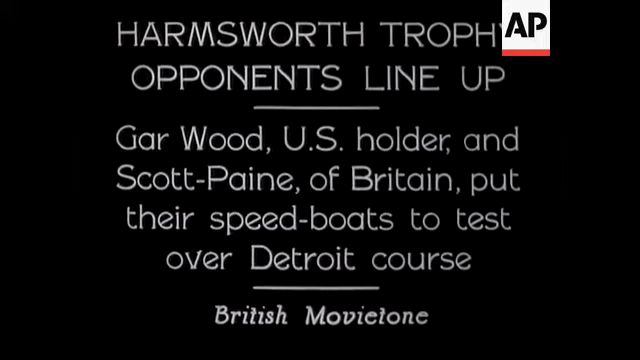 HARMSWORTH TROPHY
AP
OPPONENTS LINE UP
Gar Wood, U.S. holder, and
Scott-Paine, of Britain, put
their speed-boats to test
over Detroit course
British Movietone